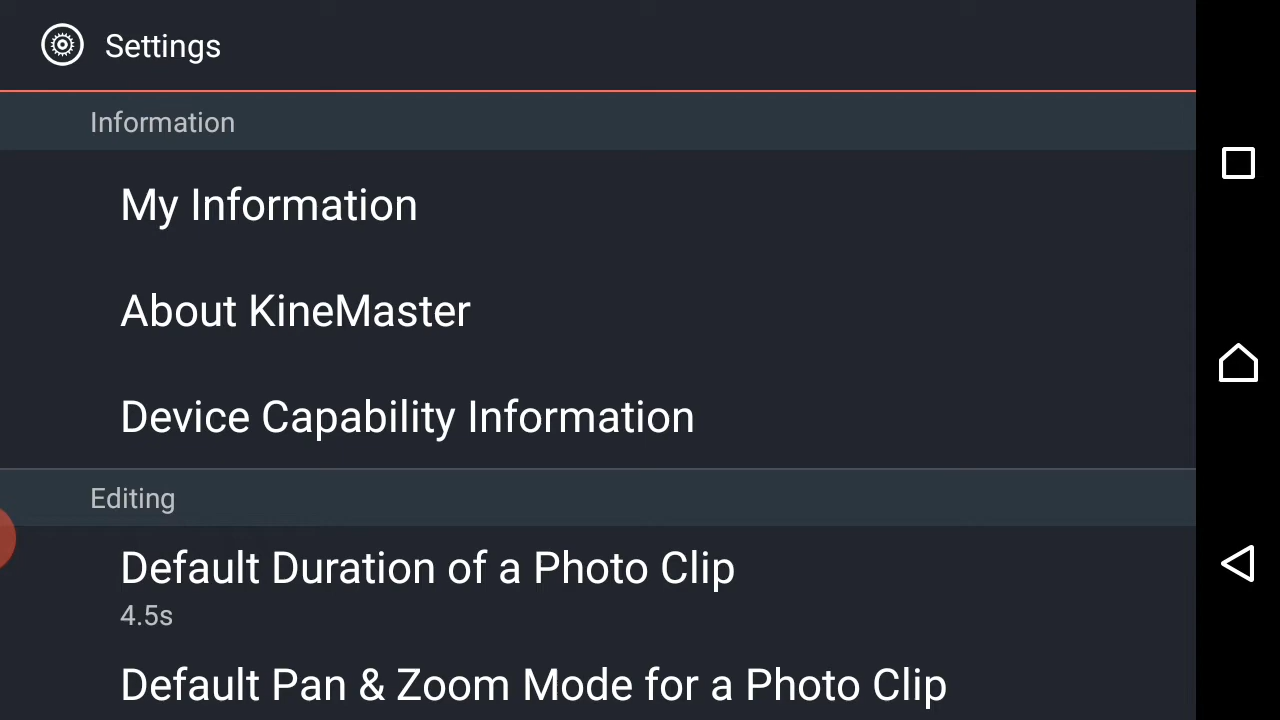 Settings
Information
My Information
About KineMaster
Device Capability Information
Editing
Default Duration of a Photo Clip
4.5s
Default Pan & Zoom Mode for a Photo Clip